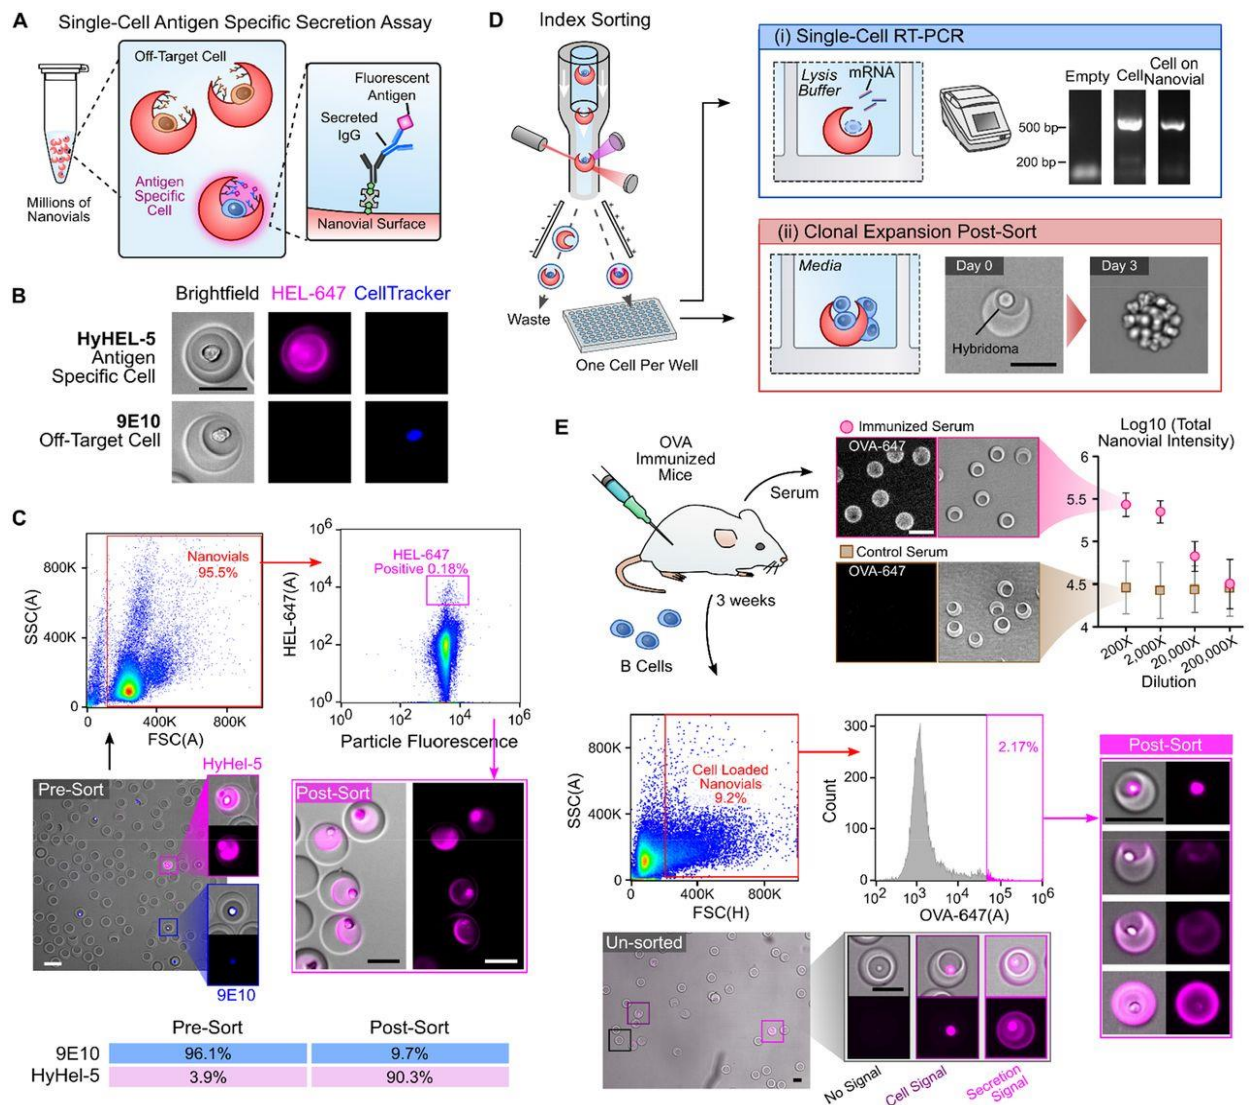 A Single-Cell Antigen Specific Secretion Assay
Off-Target Cell
Fluorescent
Antigen
Secreted
IgG
Antigen
Specific
Cell
Nanovial Surface
Millions of
Nanovials
B
Brightfield HEL-647 CellTracker
HyHEL-5
Antigen
Specific Cell
9E10
Off-Target Cell
C
Nanovials
95.5%
800K
400K
0
SSC(A)
0 400K 800K
FSC(A)
HEL-647
Positive 0.18%
10^6
10^4
10^2
10^0
HEL-647(A)
10^0 10^2 10^4 10^6
Particle Fluorescence
HyHel-5
Pre-Sort
9E10
Post-Sort
Pre-Sort Post-Sort
9E10 96.1% 9.7%
HyHel-5 3.9% 90.3%
D Index Sorting
Waste
One Cell Per Well
(i) Single-Cell RT-PCR
Lysis
Buffer
mRNA
Empty Cell Cell on
Nanovial
500 bp
200 bp
(ii) Clonal Expansion Post-Sort
Media
Day 0
Hybridoma
Day 3
E
OVA
Immunized
Mice
Serum
3 weeks
B Cells
Immunized Serum
OVA-647
Control Serum
OVA-647
Log10 (Total
Nanovial Intensity)
6
5.5
5
4.5
4
200X 2,000X 20,000X 200,000X
Dilution
Cell Loaded
Nanovials
9.2%
800K
400K
0
SSC(A)
0 400K 800K
FSC(H)
2.17%
300
200
100
0
Count
10^2 10^3 10^4 10^5 10^6
OVA-647(A)
Post-Sort
Un-sorted
No Signal
Cell Signal
Secretion
Signal